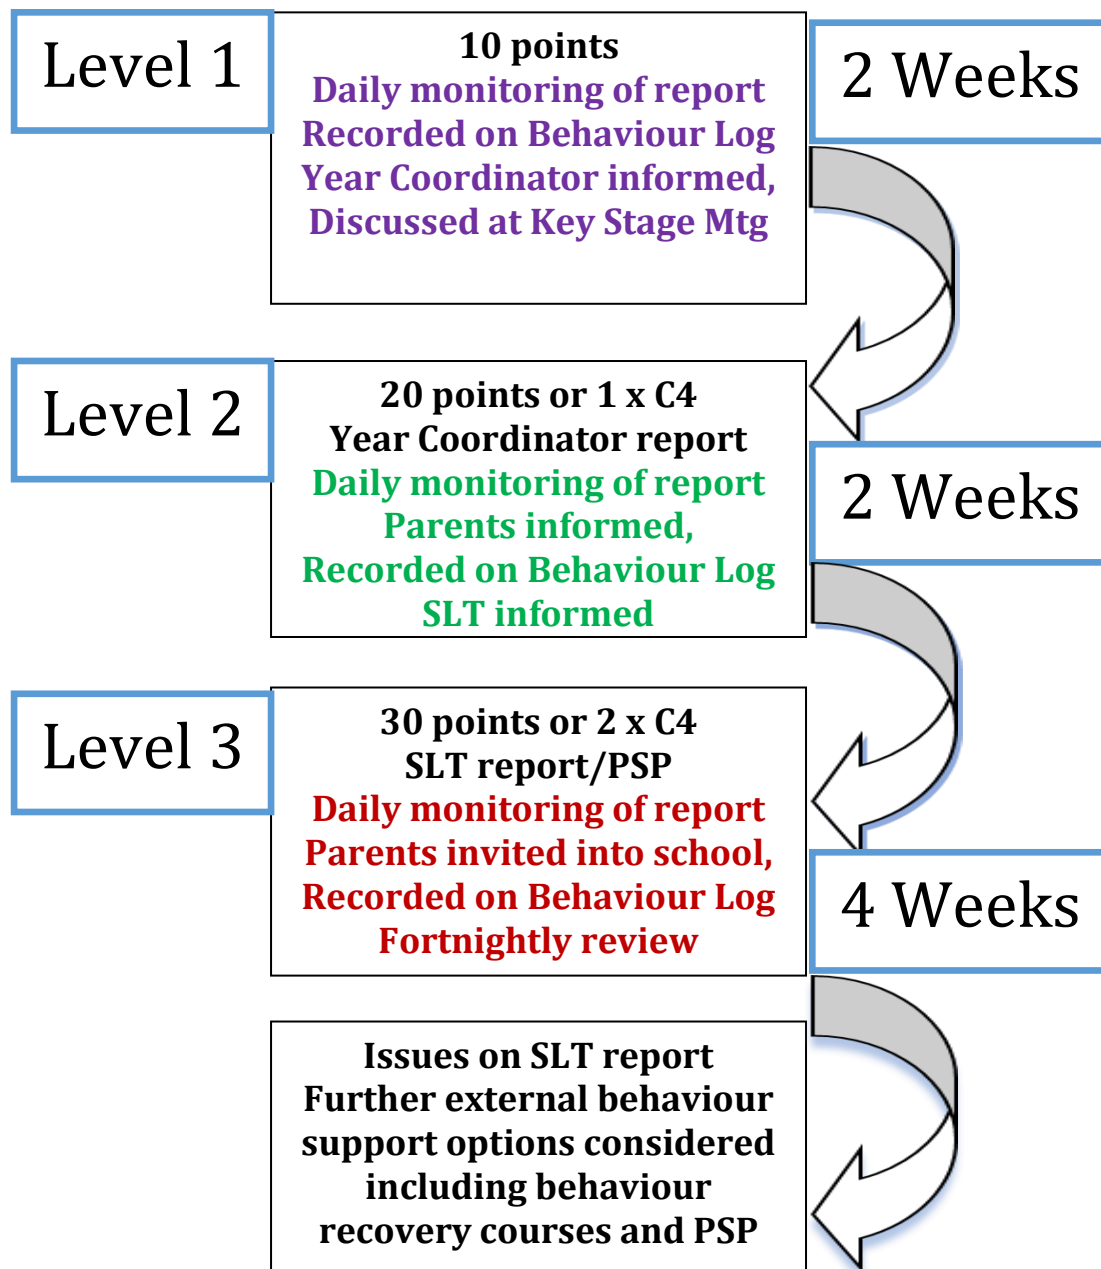 Level 1
10 points
Daily monitoring of report
Recorded on Behaviour Log
Year Coordinator informed,
Discussed at Key Stage Mtg
2 Weeks
Level 2
20 points or 1 x C4
Year Coordinator report
Daily monitoring of report
Parents informed,
Recorded on Behaviour Log
SLT informed
2 Weeks
Level 3
30 points or 2 x C4
SLT report/PSP
Daily monitoring of report
Parents invited into school,
Recorded on Behaviour Log
Fortnightly review
4 Weeks
Issues on SLT report
Further external behaviour
support options considered
including behaviour
recovery courses and PSP